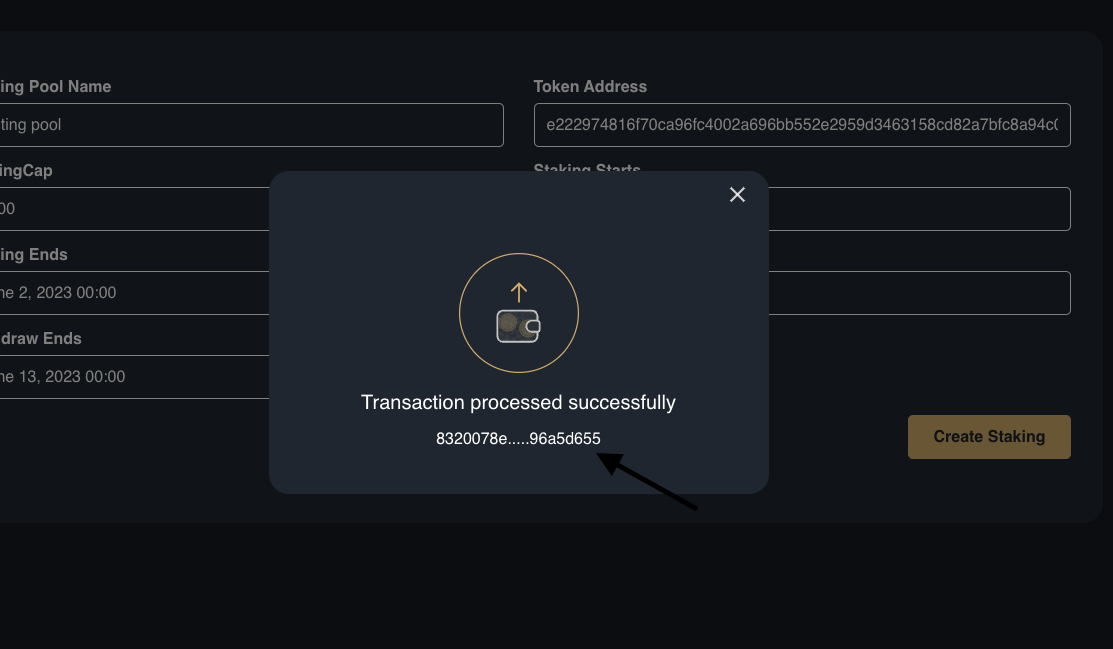 ing Pool Name
Token Address
ting pool
e222974816f70ca96fc4002a696bb552e2959d3463158cd82a7bfc8a94c0
ingCap
Staking Starts
00
ing Ends
ne 2, 2023 00:00
draw Ends
ne 13, 2023 00:00
Transaction processed successfully
8320078e.....96a5d655
Create Staking